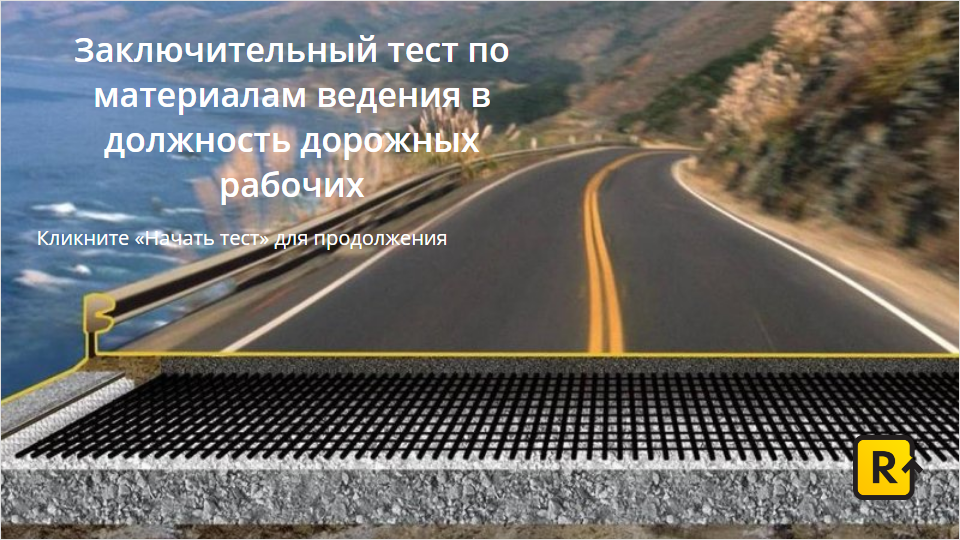 Заключительный тест по
материалам ведения в
должность дорожных
рабочих
Кликните «Начать тест» для продолжения
R